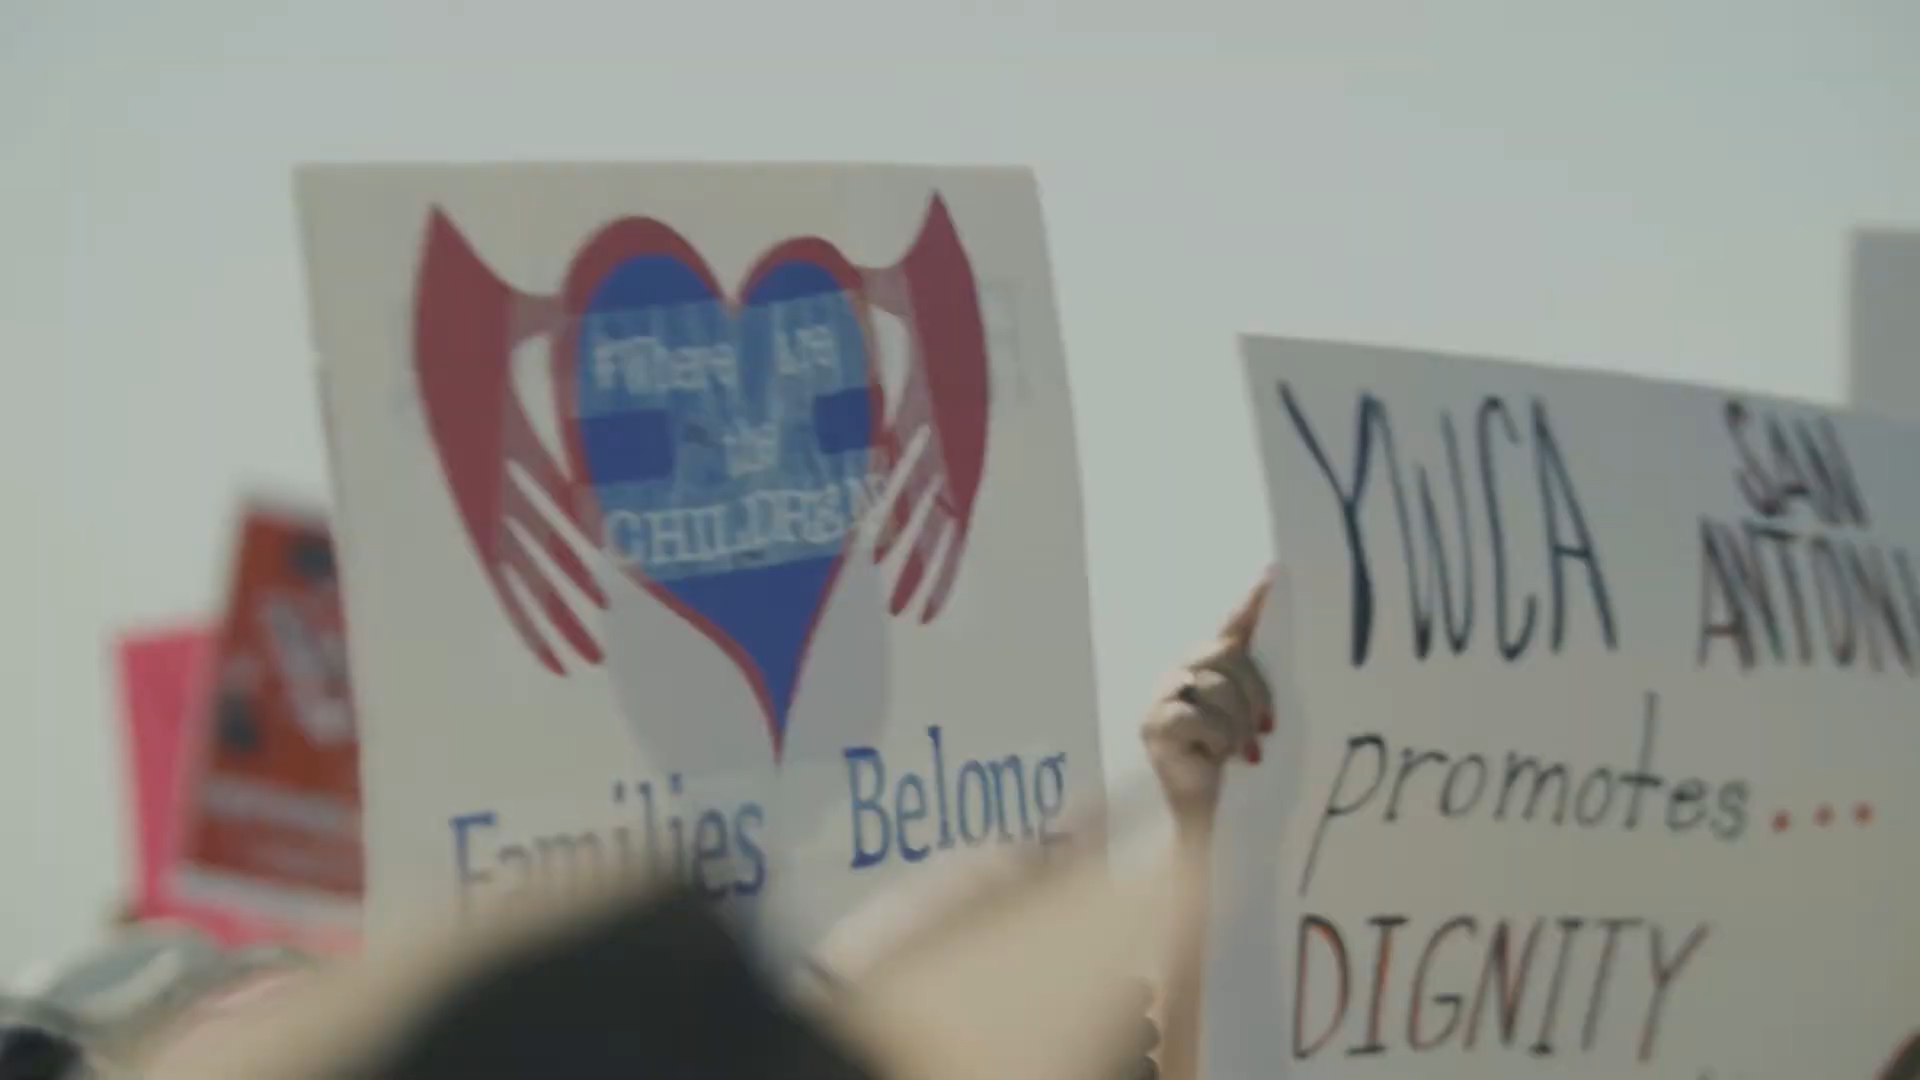 #Where are
the
CHILDREN
Families Belong
YWCA SAN
ANTONI
promotes...
DIGNITY